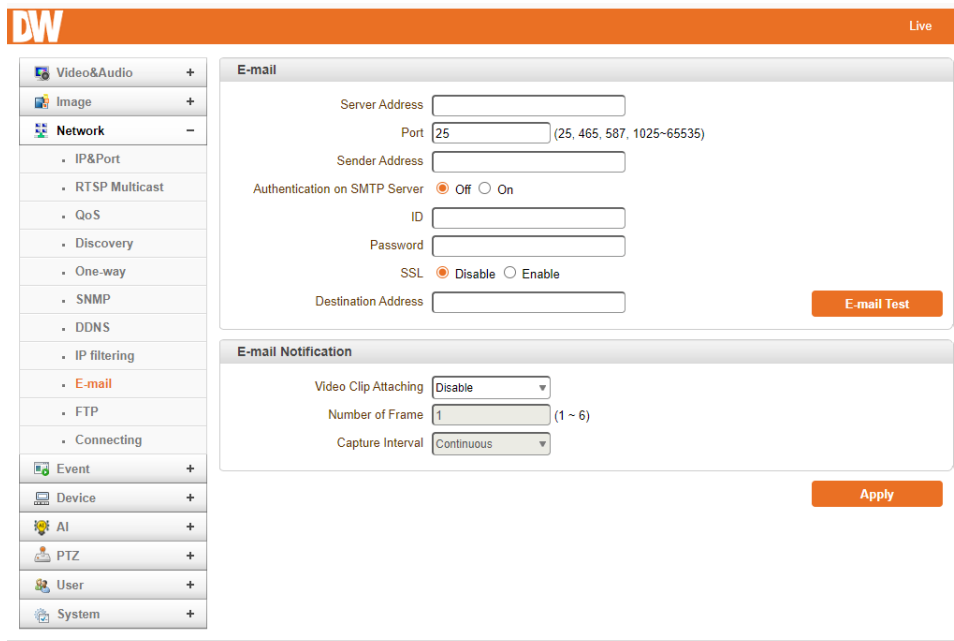 DW
Live
Video&Audio +
Image +
Network −
IP&Port
RTSP Multicast
QoS
Discovery
One-way
SNMP
DDNS
IP filtering
E-mail
FTP
Connecting
Event +
Device +
AI +
PTZ +
User +
System +
E-mail
Server Address
Port 25 (25, 465, 587, 1025~65535)
Sender Address
Authentication on SMTP Server Off On
ID
Password
SSL Disable Enable
Destination Address
E-mail Test
E-mail Notification
Video Clip Attaching Disable
Number of Frame 1 (1 ~ 6)
Capture Interval Continuous
Apply